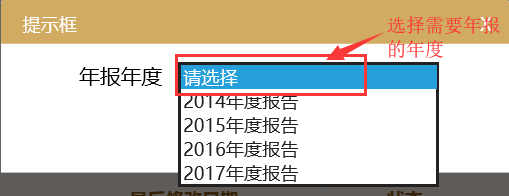 提示框
选择需要年报
的年度
年报年度
请选择
2014年度报告
2015年度报告
2016年度报告
2017年度报告